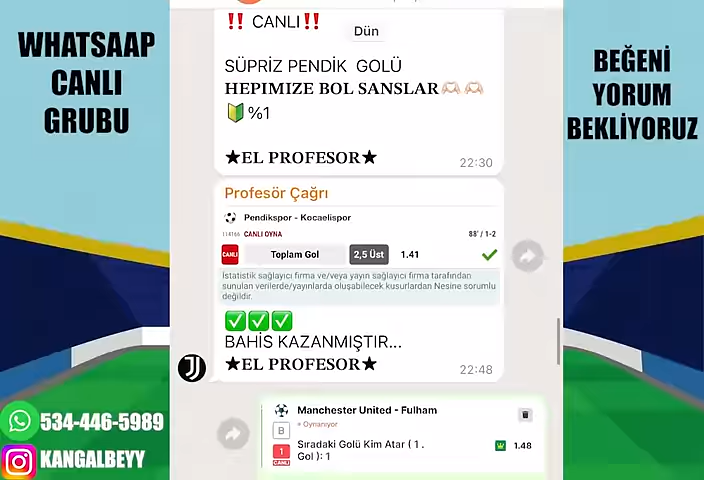 WHATSAAP
CANLI
GRUBU
‼️ CANLI‼️
Dün
SÜPRİZ PENDİK GOLÜ
HEPIMIZE BOL SANSLAR🫶🏻🫶🏻
🔰%1
★EL PROFESOR★
22:30
Profesör Çağrı
Pendikspor - Kocaelispor
114166 CANLI OYNA
88' / 1-2
CANLI
Toplam Gol
2,5 Üst
1.41
İstatistik sağlayıcı firma ve/veya yayın sağlayıcı firma tarafından
sunulan verilerde/yayınlarda oluşabilecek kusurlardan Nesine sorumlu
değildir.
✅✅✅
BAHİS KAZANMIŞTIR...
★EL PROFESOR★
22:48
Manchester United - Fulham
B
• Oynanıyor
1
CANLI
Sıradaki Golü Kim Atar ( 1 .
Gol ): 1
1.48
BEĞENİ
YORUM
BEKLİYORUZ
534-446-5989
KANGALBEYY